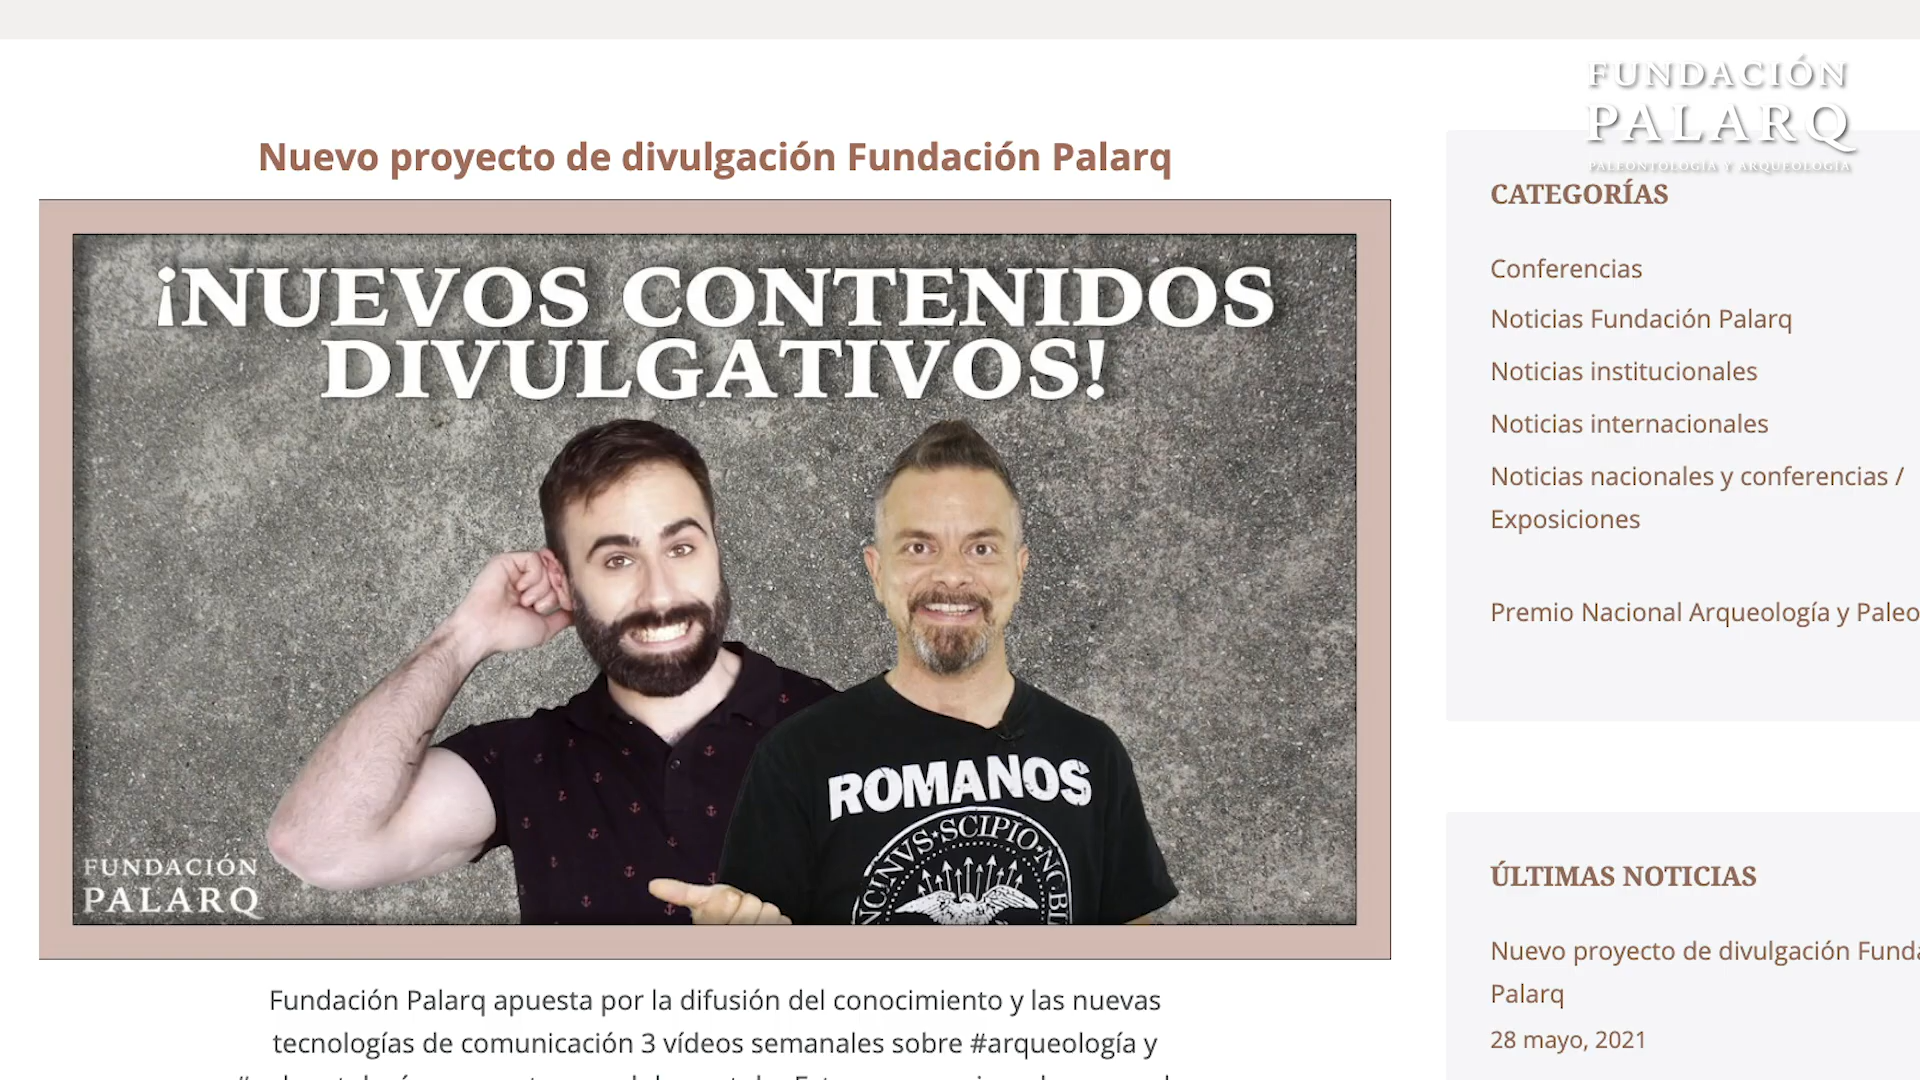 FUNDACIÓN
PALARQ
PALEONTOLOGÍA Y ARQUEOLOGÍA
Nuevo proyecto de divulgación Fundación Palarq
¡NUEVOS CONTENIDOS
DIVULGATIVOS!
ROMANOS
SCIPIO
FUNDACIÓN
PALARQ
Fundación Palarq apuesta por la difusión del conocimiento y las nuevas
tecnologías de comunicación 3 vídeos semanales sobre #arqueología y
CATEGORÍAS
Conferencias
Noticias Fundación Palarq
Noticias institucionales
Noticias internacionales
Noticias nacionales y conferencias /
Exposiciones
Premio Nacional Arqueología y Paleo
ÚLTIMAS NOTICIAS
Nuevo proyecto de divulgación Funda
Palarq
28 mayo, 2021